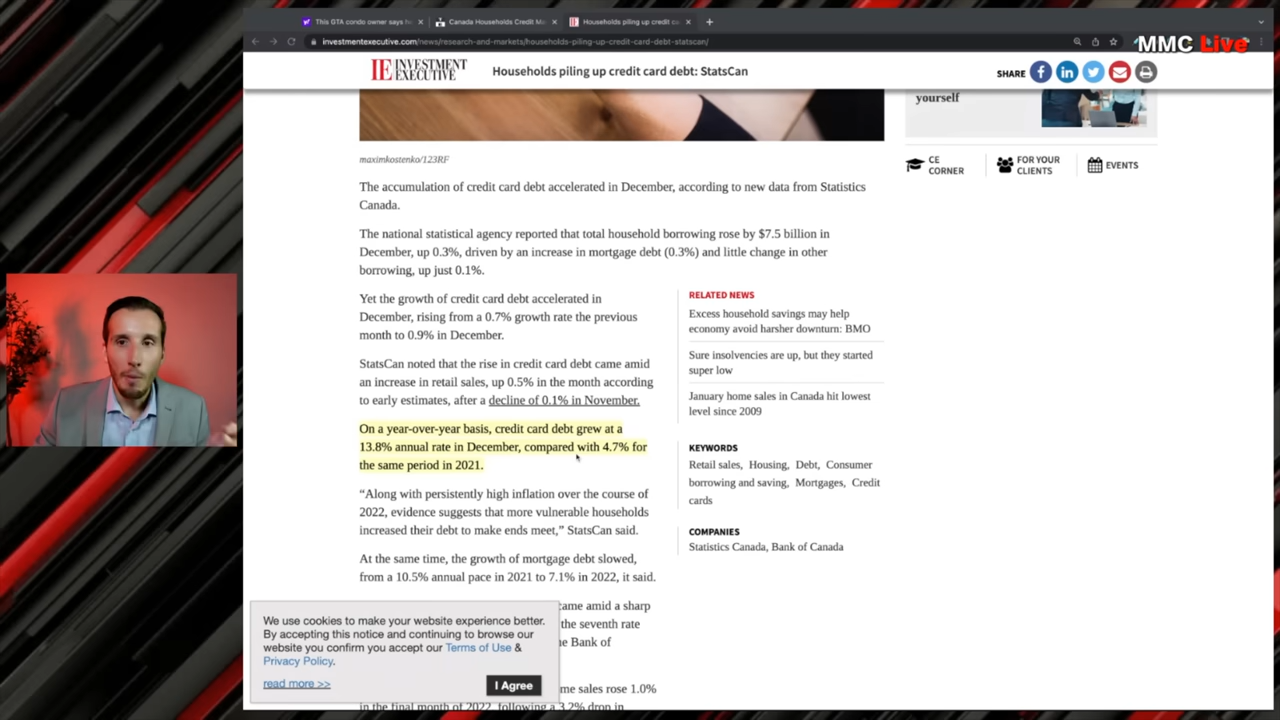 This GTA condo owner says h
Canada Households Credit Ma
Households piling up credit ca
investmentexecutive.com/news/research-and-markets/households-piling-up-credit-card-debt-statscan/
MMC Live
IE INVESTMENT
EXECUTIVE
Households piling up credit card debt: StatsCan
SHARE
yourself
maximkostenko/123RF
CE
CORNER
FOR YOUR
CLIENTS
EVENTS
The accumulation of credit card debt accelerated in December, according to new data from Statistics
Canada.
The national statistical agency reported that total household borrowing rose by $7.5 billion in
December, up 0.3%, driven by an increase in mortgage debt (0.3%) and little change in other
borrowing, up just 0.1%.
Yet the growth of credit card debt accelerated in
December, rising from a 0.7% growth rate the previous
month to 0.9% in December.
StatsCan noted that the rise in credit card debt came amid
an increase in retail sales, up 0.5% in the month according
to early estimates, after a decline of 0.1% in November.
On a year-over-year basis, credit card debt grew at a
13.8% annual rate in December, compared with 4.7% for
the same period in 2021.
“Along with persistently high inflation over the course of
2022, evidence suggests that more vulnerable households
increased their debt to make ends meet,” StatsCan said.
At the same time, the growth of mortgage debt slowed,
from a 10.5% annual pace in 2021 to 7.1% in 2022, it said.
came amid a sharp
the seventh rate
e Bank of
me sales rose 1.0%
in the final month of 2022, following a 3.2% drop in
RELATED NEWS
Excess household savings may help
economy avoid harsher downturn: BMO
Sure insolvencies are up, but they started
super low
January home sales in Canada hit lowest
level since 2009
KEYWORDS
Retail sales, Housing, Debt, Consumer
borrowing and saving, Mortgages, Credit
cards
COMPANIES
Statistics Canada, Bank of Canada
We use cookies to make your website experience better.
By accepting this notice and continuing to browse our
website you confirm you accept our Terms of Use &
Privacy Policy.
read more >>
I Agree